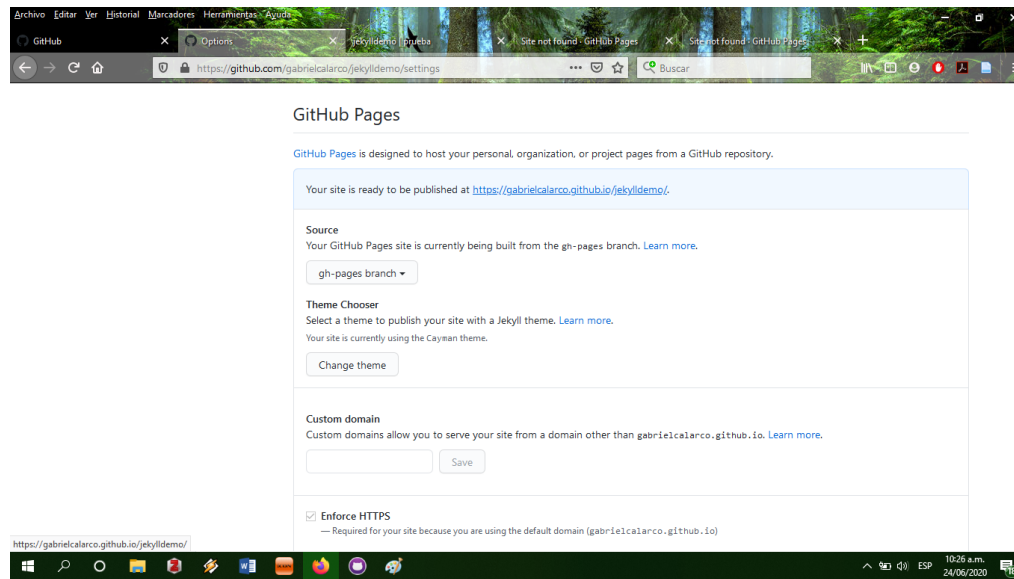 Archivo Editar Ver Historial Marcadores Herramientas Ayuda
GitHub
Options
jekylldemo | prueba
Site not found · GitHub Pages
Site not found · GitHub Pages
https://github.com/gabrielcalarco/jekylldemo/settings
Buscar
GitHub Pages
GitHub Pages is designed to host your personal, organization, or project pages from a GitHub repository.
Your site is ready to be published at https://gabrielcalarco.github.io/jekylldemo/.
Source
Your GitHub Pages site is currently being built from the gh-pages branch. Learn more.
gh-pages branch
Theme Chooser
Select a theme to publish your site with a Jekyll theme. Learn more.
Your site is currently using the Cayman theme.
Change theme
Custom domain
Custom domains allow you to serve your site from a domain other than gabrielcalarco.github.io. Learn more.
Save
Enforce HTTPS
— Required for your site because you are using the default domain (gabrielcalarco.github.io)
https://gabrielcalarco.github.io/jekylldemo/
ESP
10:26 a.m.
24/06/2020